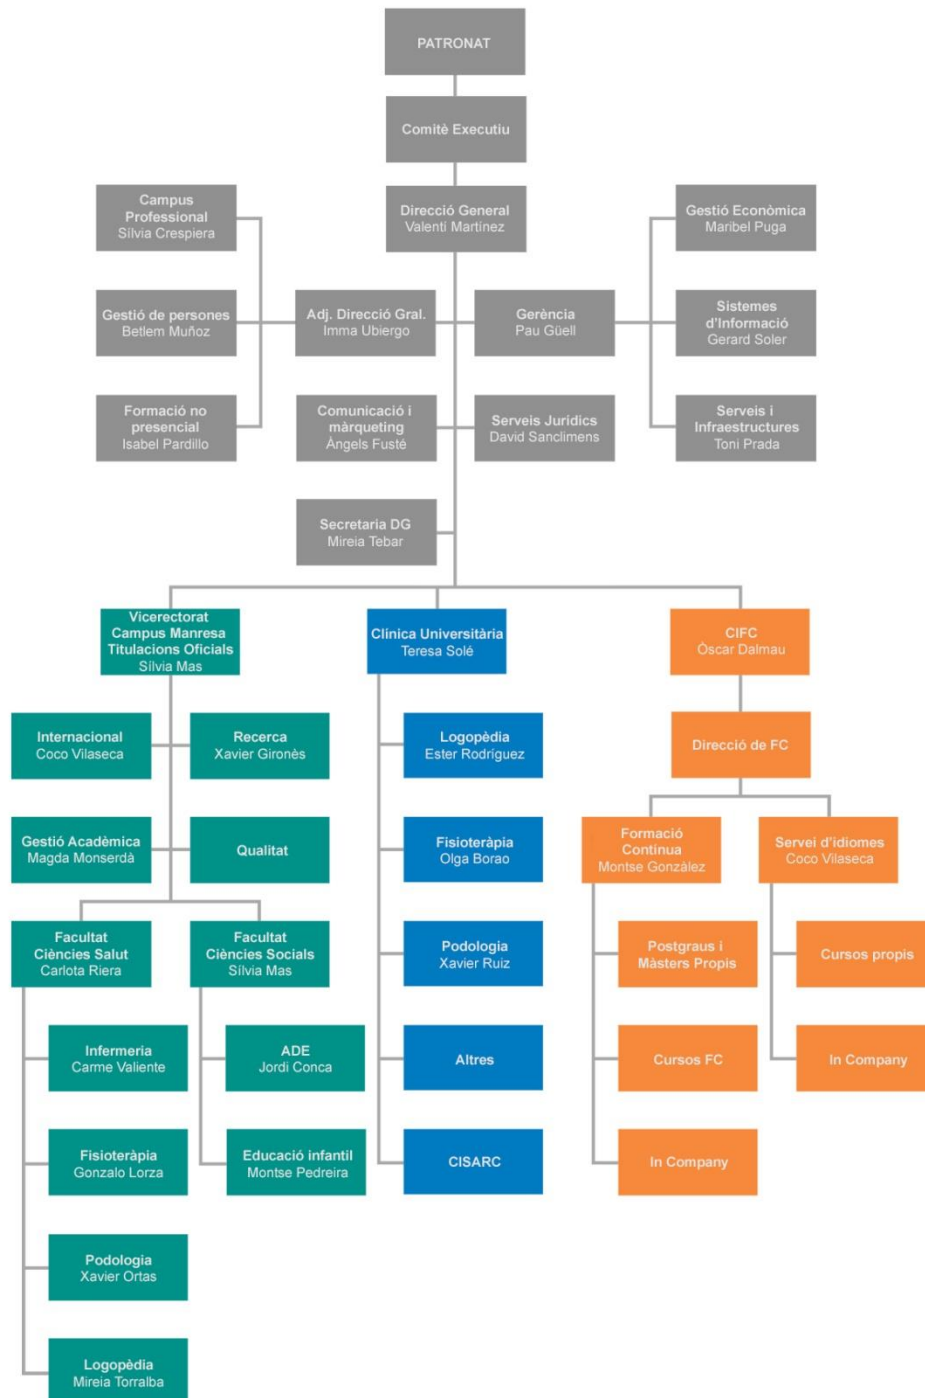 PATRONAT
Comitè Executiu
Direcció General
Valentí Martínez
Campus
Professional
Sílvia Crespiera
Gestió Econòmica
Maribel Puga
Gestió de persones
Betlem Muñoz
Adj. Direcció Gral.
Imma Ubiergo
Gerència
Pau Güell
Sistemes
d'Informació
Gerard Soler
Formació no
presencial
Isabel Pardillo
Comunicació i
màrqueting
Àngels Fusté
Serveis Jurídics
David Sanclimens
Serveis i
Infraestructures
Toni Prada
Secretaria DG
Mireia Tebar
Vicerectorat
Campus Manresa
Titulacions Oficials
Sílvia Mas
Clínica Universitària
Teresa Solé
CIFC
Òscar Dalmau
Internacional
Coco Vilaseca
Recerca
Xavier Gironès
Logopèdia
Ester Rodríguez
Direcció de FC
Gestió Acadèmica
Magda Monserdà
Qualitat
Fisioteràpia
Olga Borao
Formació
Contínua
Montse González
Servei d'idiomes
Coco Vilaseca
Facultat
Ciències Salut
Carlota Riera
Facultat
Ciències Socials
Sílvia Mas
Podologia
Xavier Ruiz
Postgraus i
Màsters Propis
Cursos propis
Infermeria
Carme Valiente
ADE
Jordi Conca
Altres
Cursos FC
In Company
Fisioteràpia
Gonzalo Lorza
Educació infantil
Montse Pedreira
CISARC
In Company
Podologia
Xavier Ortas
Logopèdia
Mireia Torralba